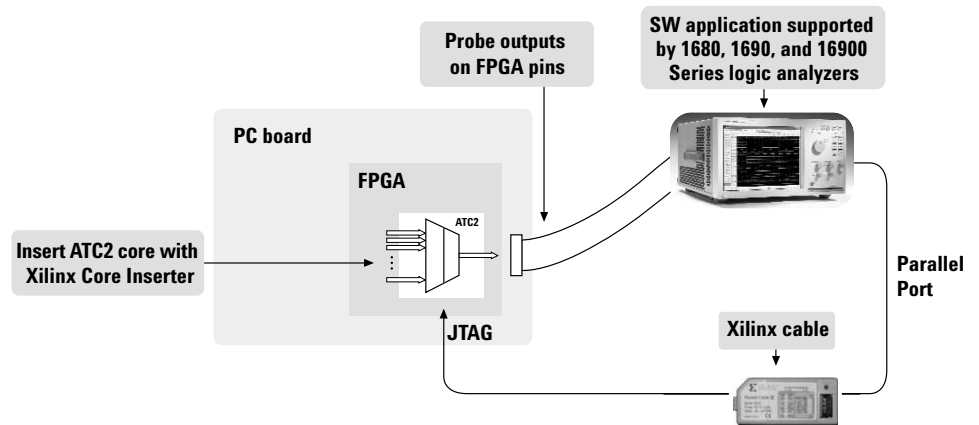 SW application supported
by 1680, 1690, and 16900
Series logic analyzers
Probe outputs
on FPGA pins
PC board
FPGA
ATC2
Insert ATC2 core with
Xilinx Core Inserter
Parallel
Port
JTAG
Xilinx cable